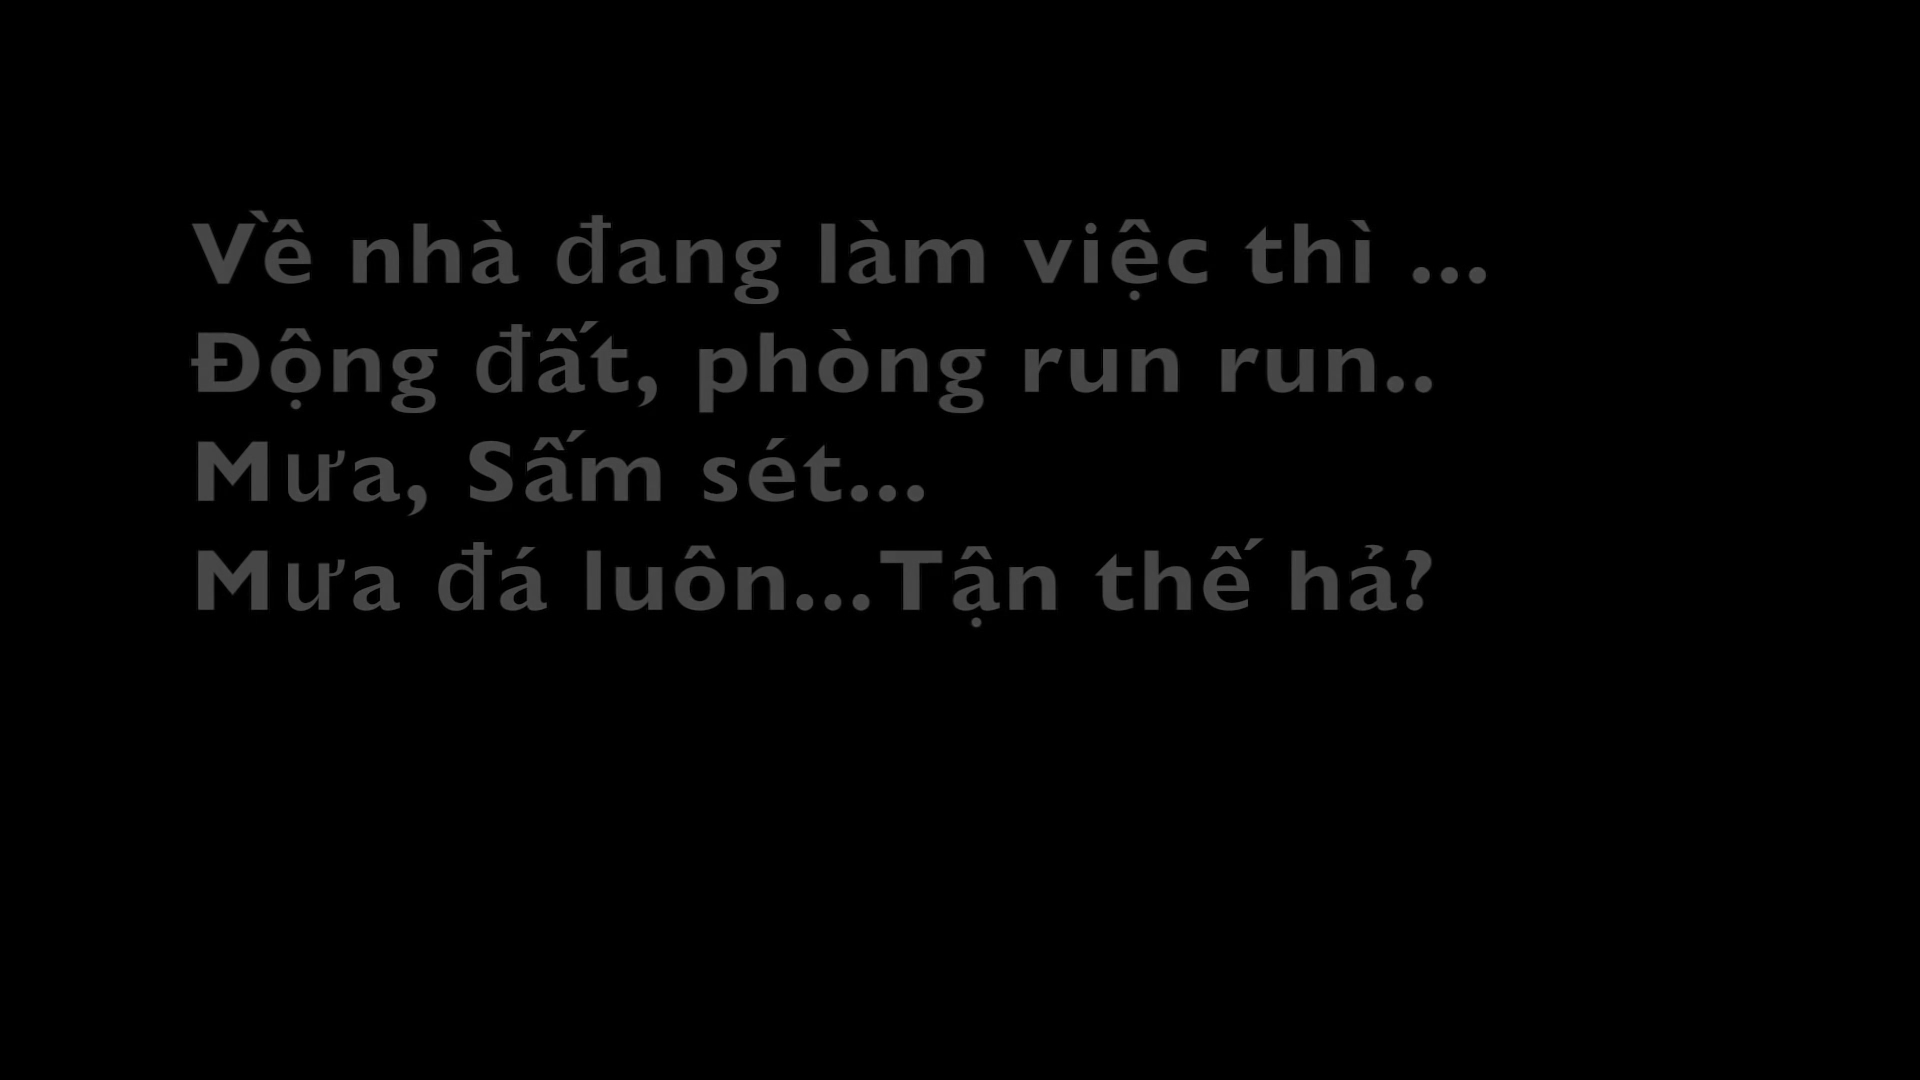 Về nhà đang làm việc thì ...
Động đất, phòng run run..
Mưa, Sấm sét...
Mưa đá luôn...Tận thế hả?